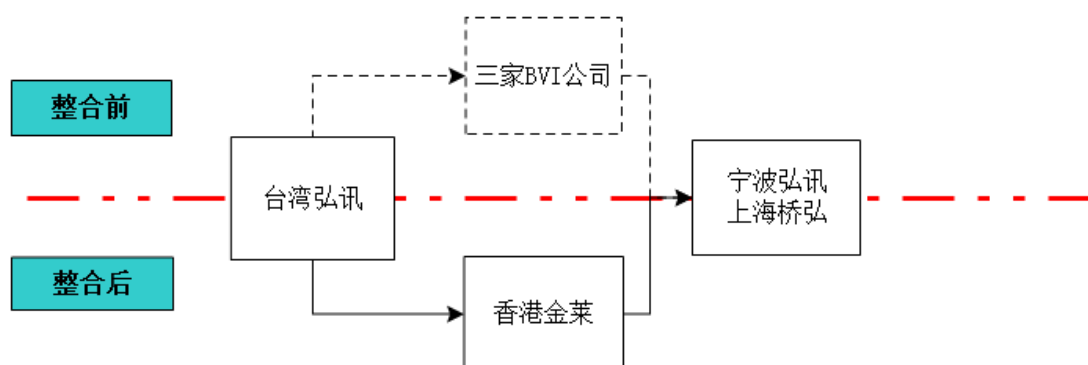 三家BVI公司
整合前
台湾弘讯
宁波弘讯
上海桥弘
整合后
香港金莱